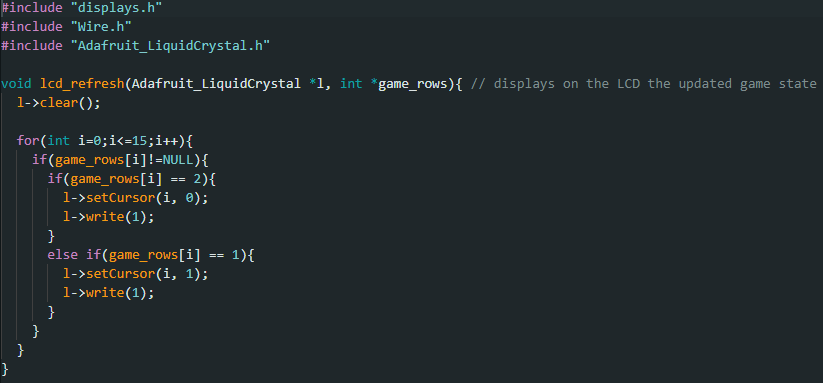 #include "displays.h"
#include "Wire.h"
#include "Adafruit_LiquidCrystal.h"

void lcd_refresh(Adafruit_LiquidCrystal *l, int *game_rows){ // displays on the LCD the updated game state
  l->clear();

  for(int i=0;i<=15;i++){
    if(game_rows[i]!=NULL){
      if(game_rows[i] == 2){
        l->setCursor(i, 0);
        l->write(1);
      }
      else if(game_rows[i] == 1){
        l->setCursor(i, 1);
        l->write(1);
      }
    }
  }
}